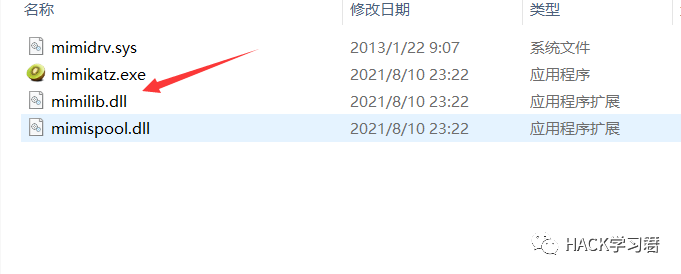 名称 修改日期 类型
mimidrv.sys 2013/1/22 9:07 系统文件
mimikatz.exe 2021/8/10 23:22 应用程序
mimilib.dll 2021/8/10 23:22 应用程序扩展
mimispool.dll 2021/8/10 23:22 应用程序扩展
HACK学习君